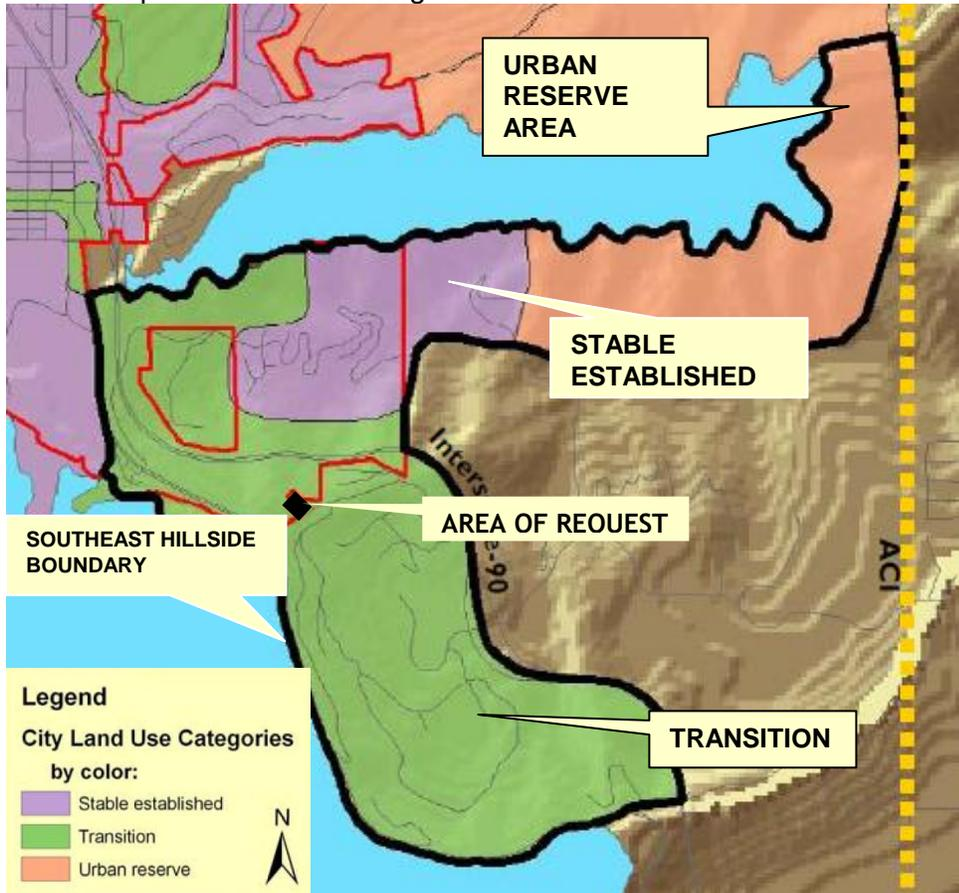 URBAN
RESERVE
AREA
STABLE
ESTABLISHED
Interstate-90
AREA OF REQUEST
SOUTHEAST HILLSIDE
BOUNDARY
ACI
TRANSITION
Legend
City Land Use Categories
by color:
Stable established
Transition
Urban reserve
N